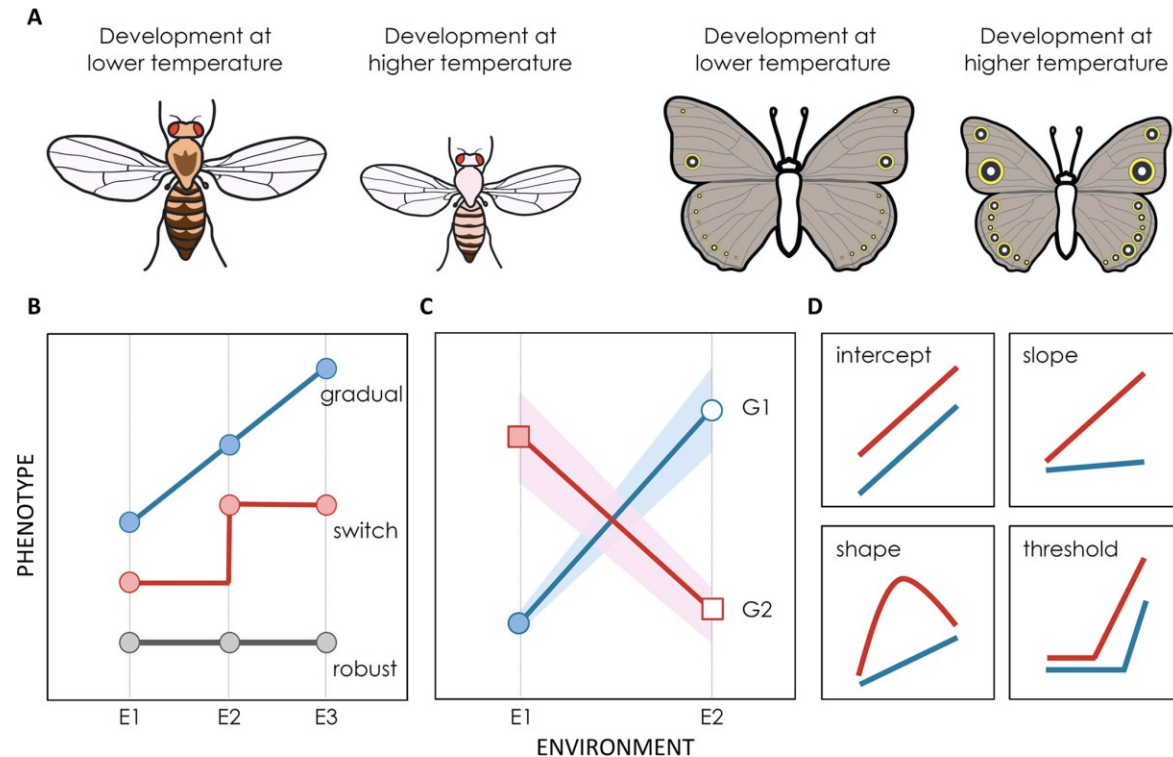 A
Development at
lower temperature
Development at
higher temperature
Development at
lower temperature
Development at
higher temperature
B
PHENOTYPE
gradual
switch
robust
E1
E2
E3
C
G1
G2
E1
E2
ENVIRONMENT
D
intercept
slope
shape
threshold